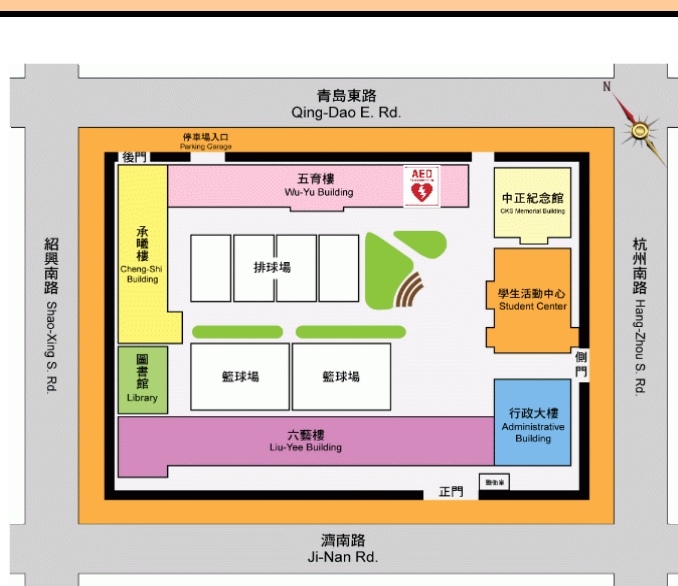 青島東路
Qing-Dao E. Rd.
N
停車場入口
Parking Garage
後門
五育樓
Wu-Yu Building
AED
中正紀念館
CKS Memorial Building
承
曦
樓
Cheng-Shi
Building
排球場
學生活動中心
Student Center
紹興南路 Shao-Xing S. Rd.
杭州南路 Hang-Zhou S. Rd.
圖
書
館
Library
籃球場
籃球場
側
門
行政大樓
Administrative
Building
六藝樓
Liu-Yee Building
正門
濟南路
Ji-Nan Rd.